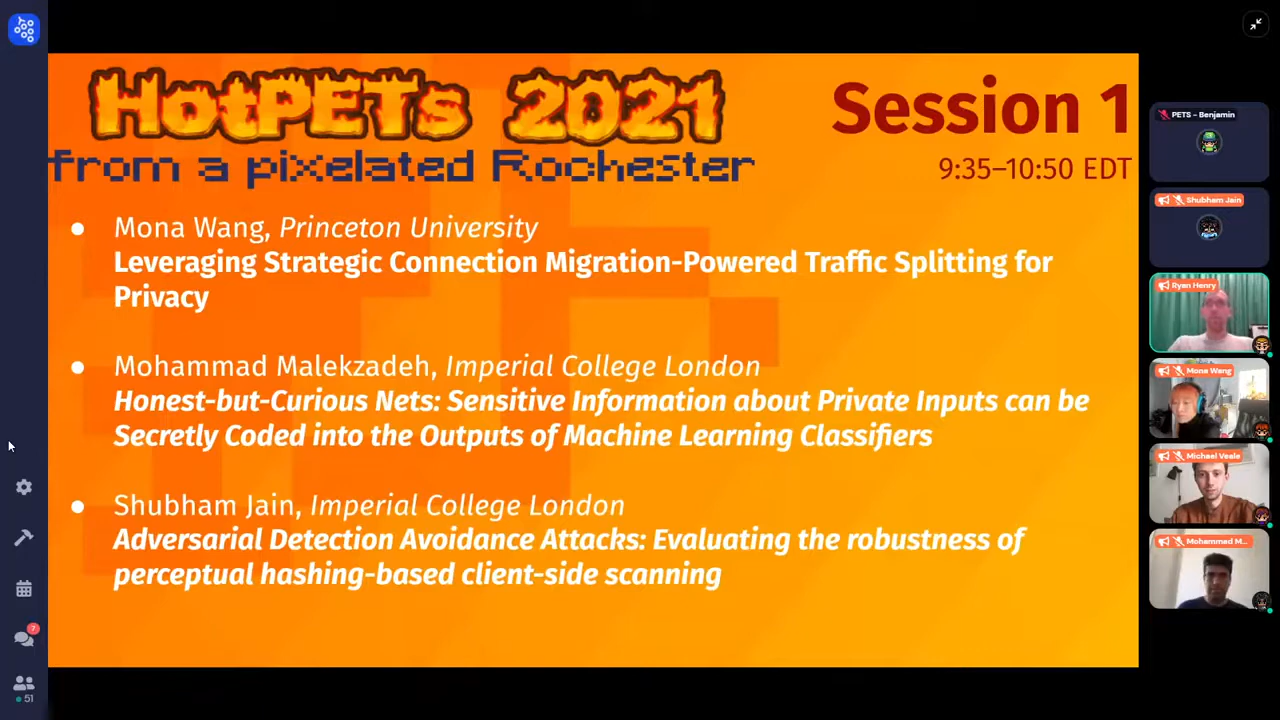 HotPETs 2021
from a pixelated Rochester
Session 1
9:35–10:50 EDT
● Mona Wang, Princeton University
Leveraging Strategic Connection Migration-Powered Traffic Splitting for
Privacy
● Mohammad Malekzadeh, Imperial College London
Honest-but-Curious Nets: Sensitive Information about Private Inputs can be
Secretly Coded into the Outputs of Machine Learning Classifiers
● Shubham Jain, Imperial College London
Adversarial Detection Avoidance Attacks: Evaluating the robustness of
perceptual hashing-based client-side scanning
PETS - Benjamin
Shubham Jain
Ryan Henry
Mona Wang
Michael Veale
Mohammad M...
7
51